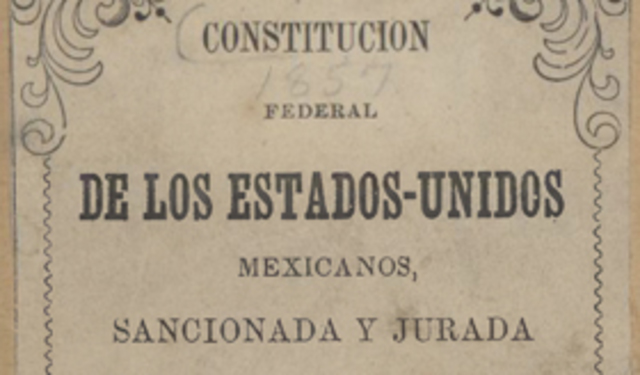 CONSTITUCION
1857
FEDERAL
DE LOS ESTADOS-UNIDOS
MEXICANOS,
SANCIONADA Y JURADA